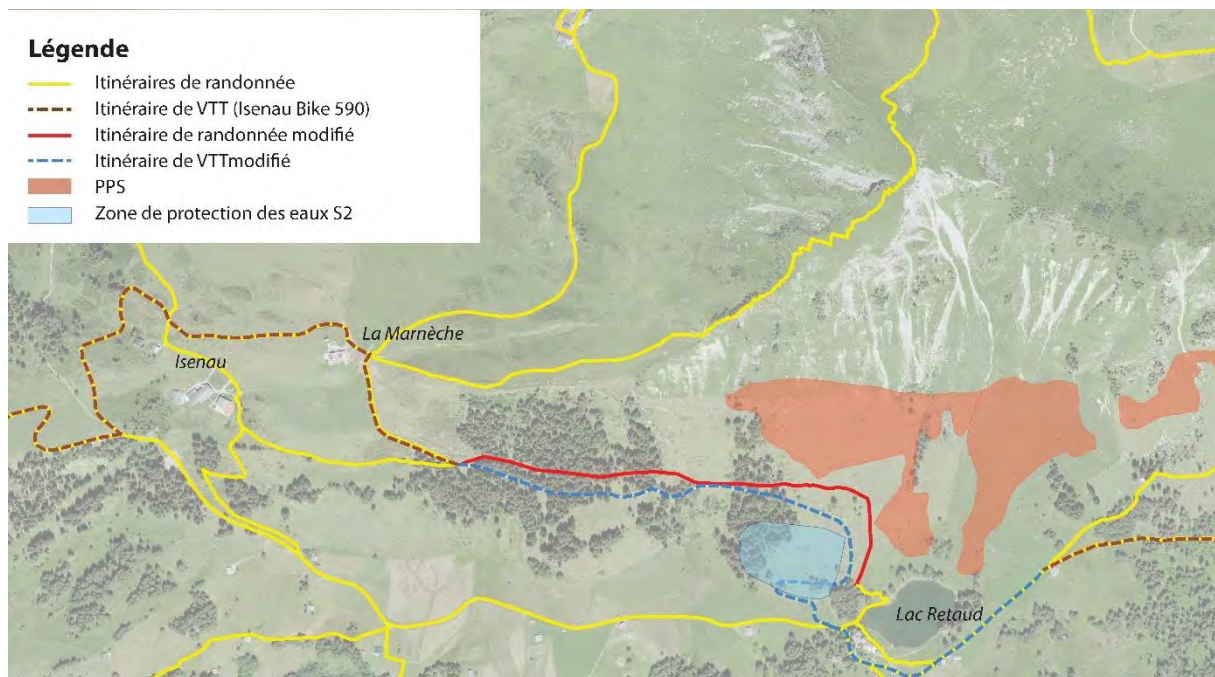 Légende
Itinéraires de randonnée
Itinéraire de VTT (Isenau Bike 590)
Itinéraire de randonnée modifié
Itinéraire de VTTmodifié
PPS
Zone de protection des eaux S2
La Marnèche
Isenau
Lac Retaud